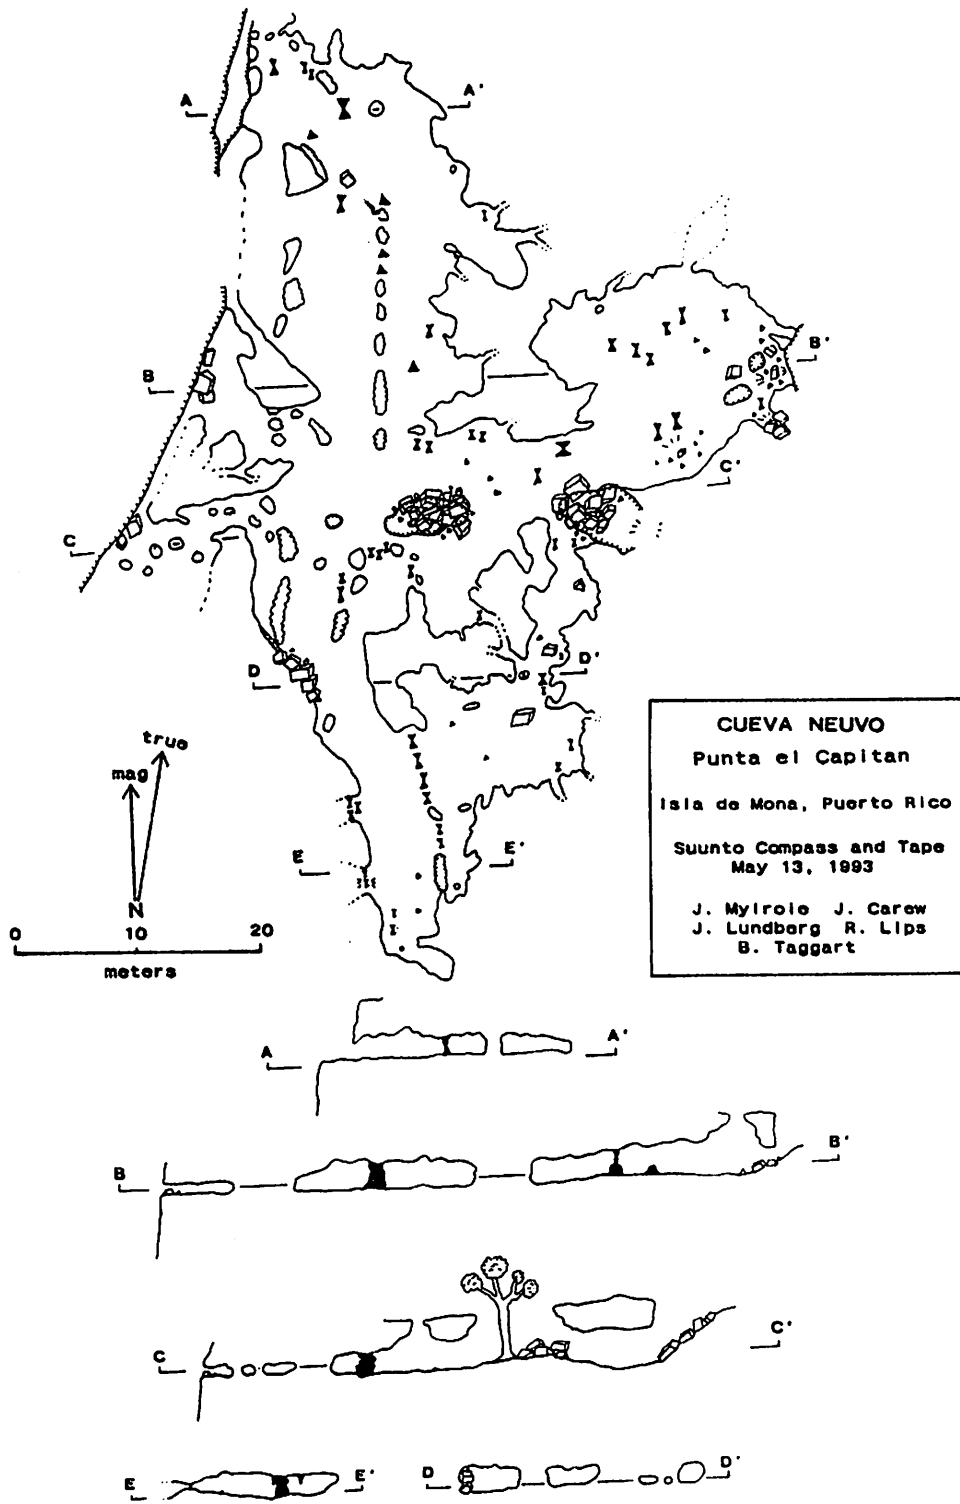 A
A'
B
B'
C
C'
D
D'
E
E'
true
mag
N
0 10 20
meters
CUEVA NEUVO
Punta el Capitan
Isla de Mona, Puerto Rico
Suunto Compass and Tape
May 13, 1993
J. Mylroie J. Carew
J. Lundberg R. Lips
B. Taggart
A A'
B B'
C C'
E E' D D'